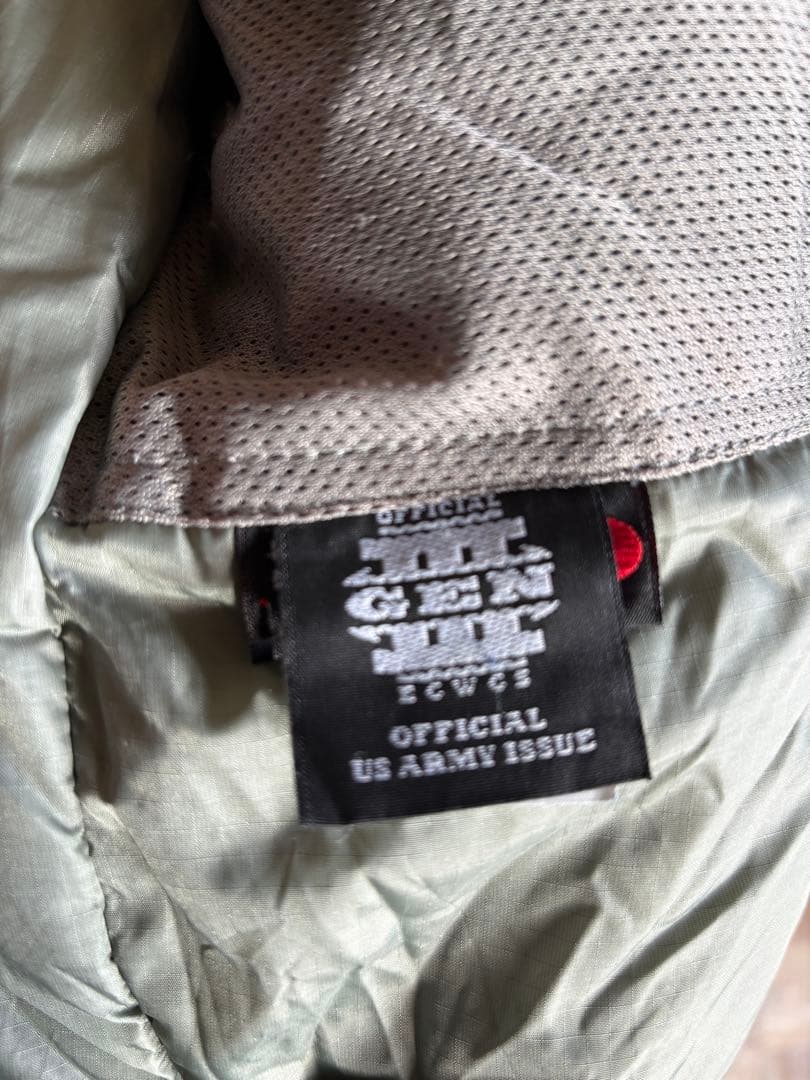 OFFICIAL
III
GEN
III
ECWCS
OFFICIAL
US ARMY ISSUE